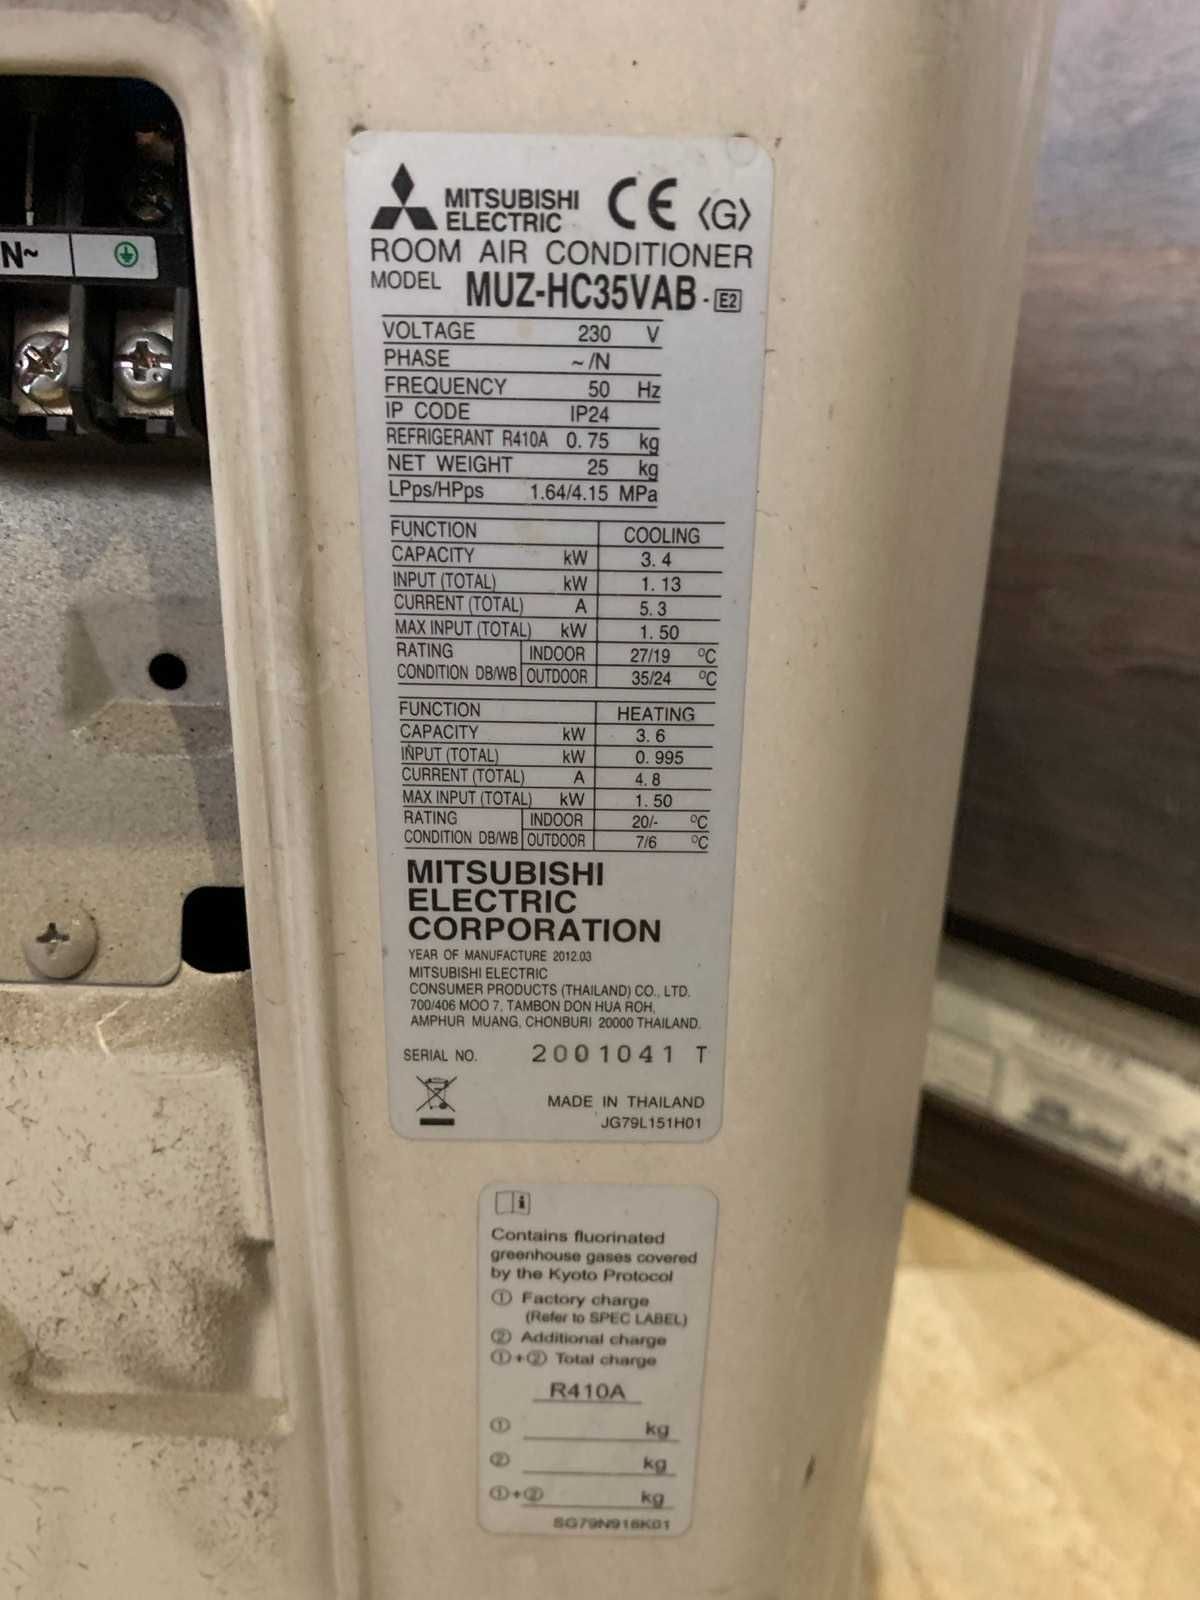 N~
MITSUBISHI
ELECTRIC
CE 〈G〉
ROOM AIR CONDITIONER
MODEL MUZ-HC35VAB - E2
VOLTAGE 230 V
PHASE ~/N
FREQUENCY 50 Hz
IP CODE IP24
REFRIGERANT R410A 0.75 kg
NET WEIGHT 25 kg
LPps/HPps 1.64/4.15 MPa
FUNCTION COOLING
CAPACITY kW 3.4
INPUT (TOTAL) kW 1.13
CURRENT (TOTAL) A 5.3
MAX INPUT (TOTAL) kW 1.50
RATING INDOOR 27/19 °C
CONDITION DB/WB OUTDOOR 35/24 °C
FUNCTION HEATING
CAPACITY kW 3.6
INPUT (TOTAL) kW 0.995
CURRENT (TOTAL) A 4.8
MAX INPUT (TOTAL) kW 1.50
RATING INDOOR 20/- °C
CONDITION DB/WB OUTDOOR 7/6 °C
MITSUBISHI
ELECTRIC
CORPORATION
YEAR OF MANUFACTURE 2012.03
MITSUBISHI ELECTRIC
CONSUMER PRODUCTS (THAILAND) CO., LTD.
700/406 MOO 7, TAMBON DON HUA ROH,
AMPHUR MUANG, CHONBURI 20000 THAILAND.
SERIAL NO. 2001041 T
MADE IN THAILAND
JG79L151H01
i
Contains fluorinated
greenhouse gases covered
by the Kyoto Protocol
① Factory charge
(Refer to SPEC LABEL)
② Additional charge
①+② Total charge
R410A
① kg
② kg
①+② kg
SG79N916K01